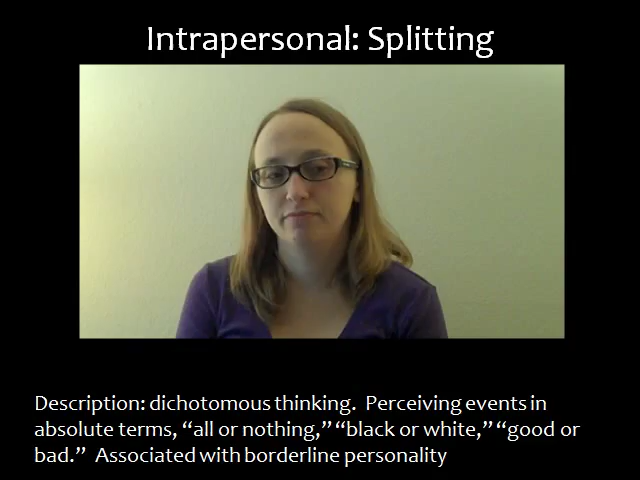 Intrapersonal: Splitting
Description: dichotomous thinking.  Perceiving events in
absolute terms, “all or nothing,” “black or white,” “good or
bad.”  Associated with borderline personality